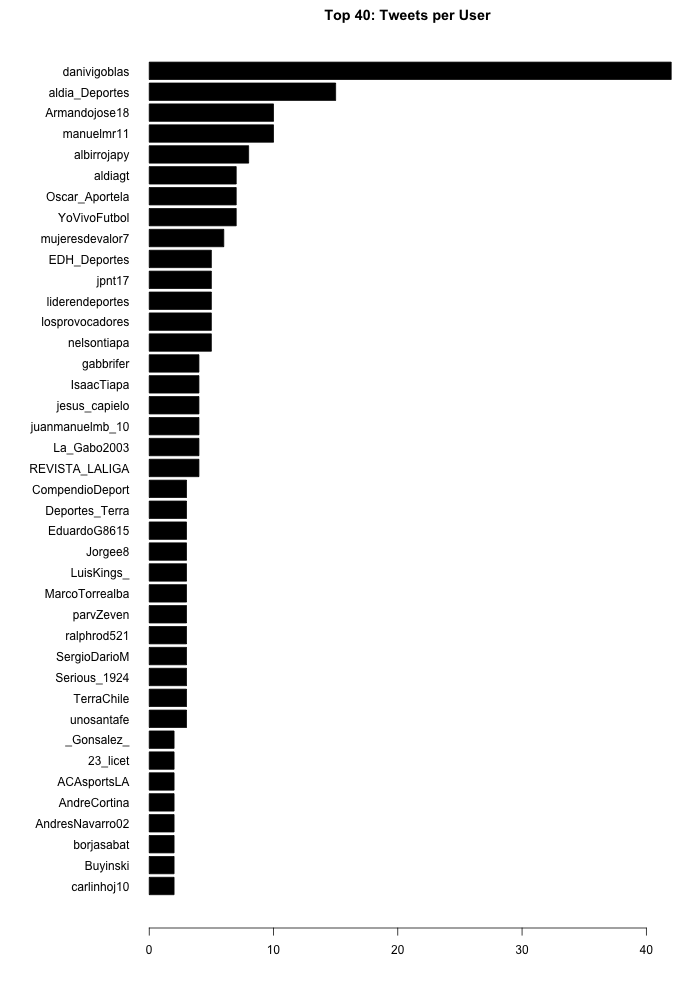 Top 40: Tweets per User
danivigoblas
aldia_Deportes
Armandojose18
manuelmr11
albirrojapy
aldiagt
Oscar_Aportela
YoVivoFutbol
mujeresdevalor7
EDH_Deportes
jpnt17
liderendeportes
losprovocadores
nelsontiapa
gabbrifer
IsaacTiapa
jesus_capielo
juanmanuelmb_10
La_Gabo2003
REVISTA_LALIGA
CompendioDeport
Deportes_Terra
EduardoG8615
Jorgee8
LuisKings_
MarcoTorrealba
parvZeven
ralphrod521
SergioDarioM
Serious_1924
TerraChile
unosantafe
_Gonsalez_
23_licet
ACAsportsLA
AndreCortina
AndresNavarro02
borjasabat
Buyinski
carlinhoj10
0 10 20 30 40